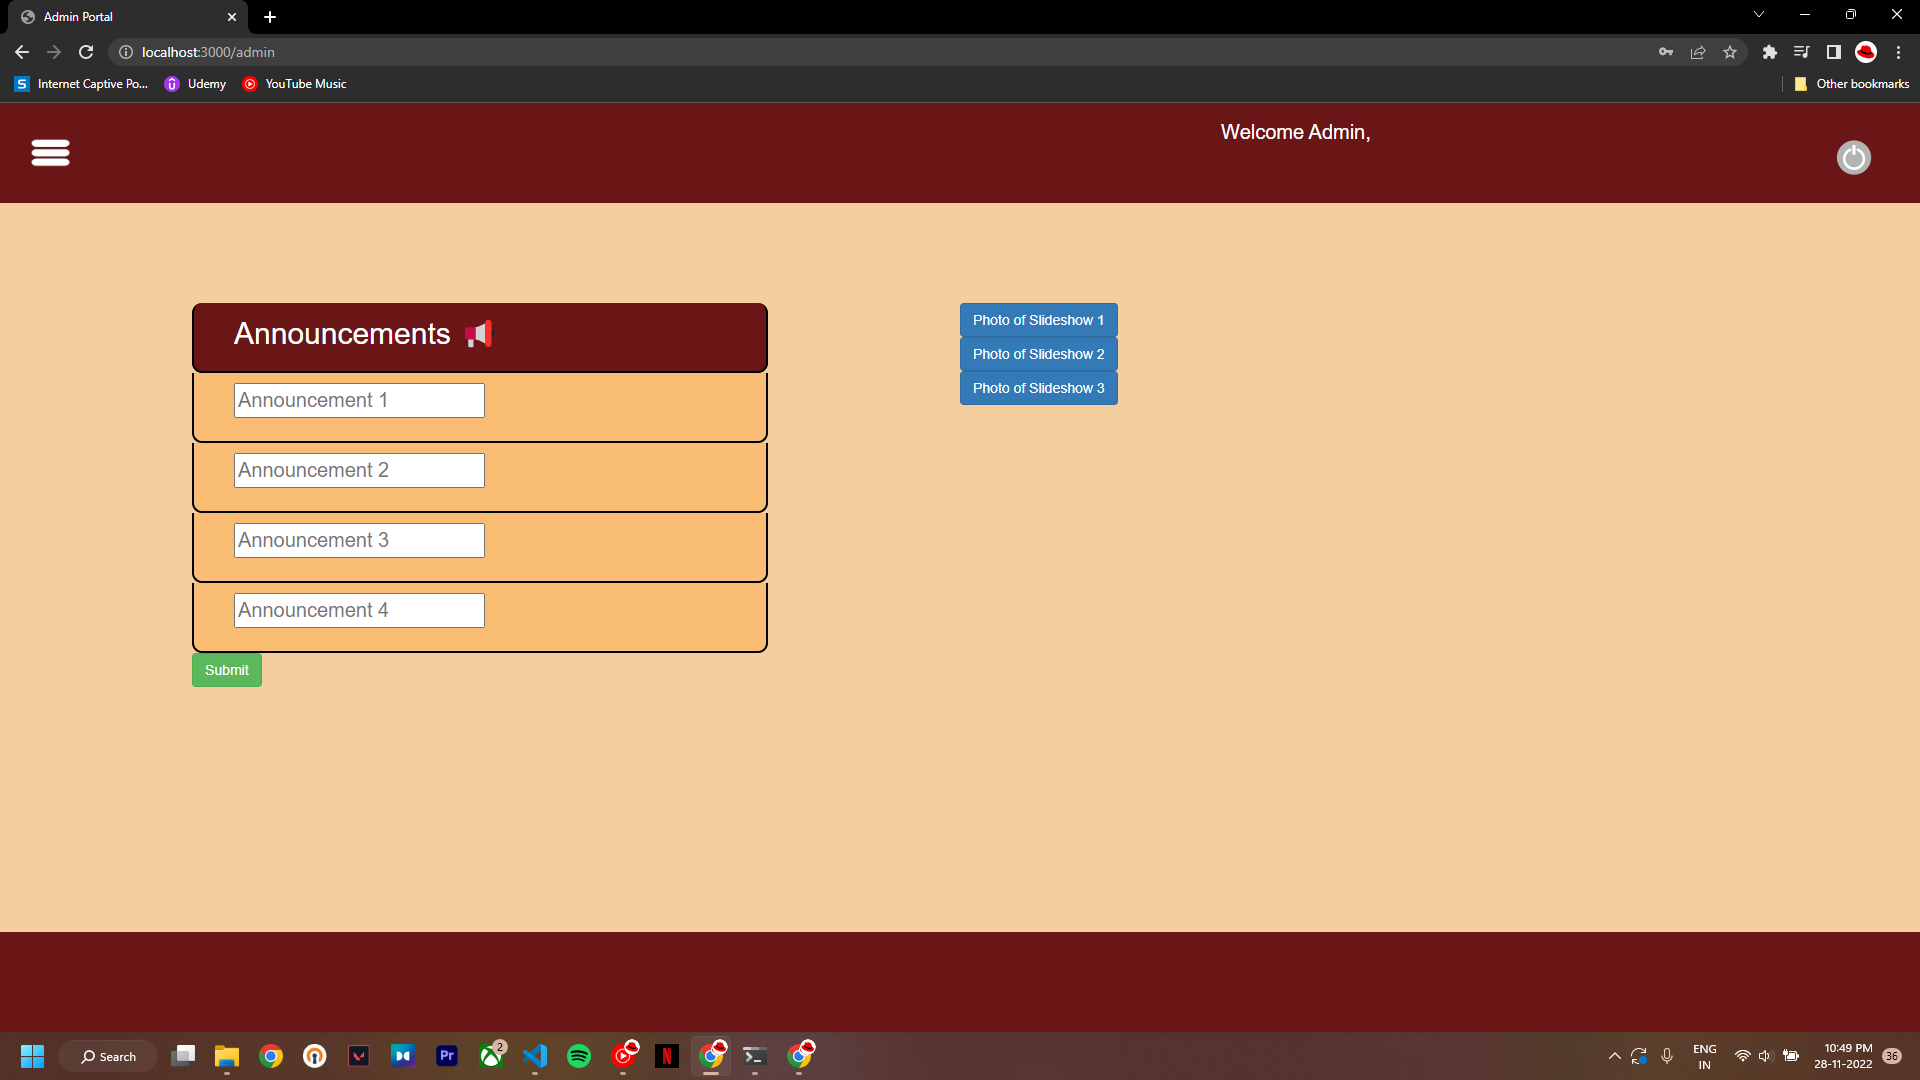 Admin Portal
localhost:3000/admin
Internet Captive Po...
Udemy
YouTube Music
Other bookmarks
Welcome Admin,
Announcements
Announcement 1
Announcement 2
Announcement 3
Announcement 4
Submit
Photo of Slideshow 1
Photo of Slideshow 2
Photo of Slideshow 3
Search
Pr
2
N
ENG
IN
10:49 PM
28-11-2022
36